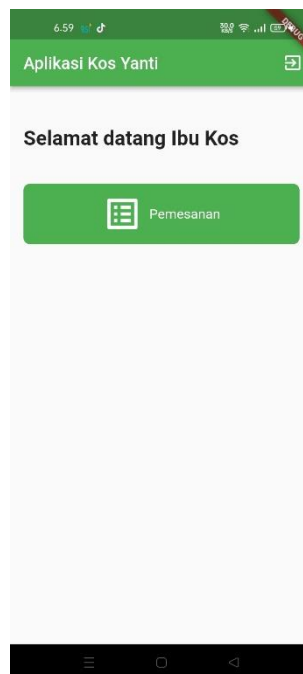 6.59
Aplikasi Kos Yanti
Selamat datang Ibu Kos
Pemesanan